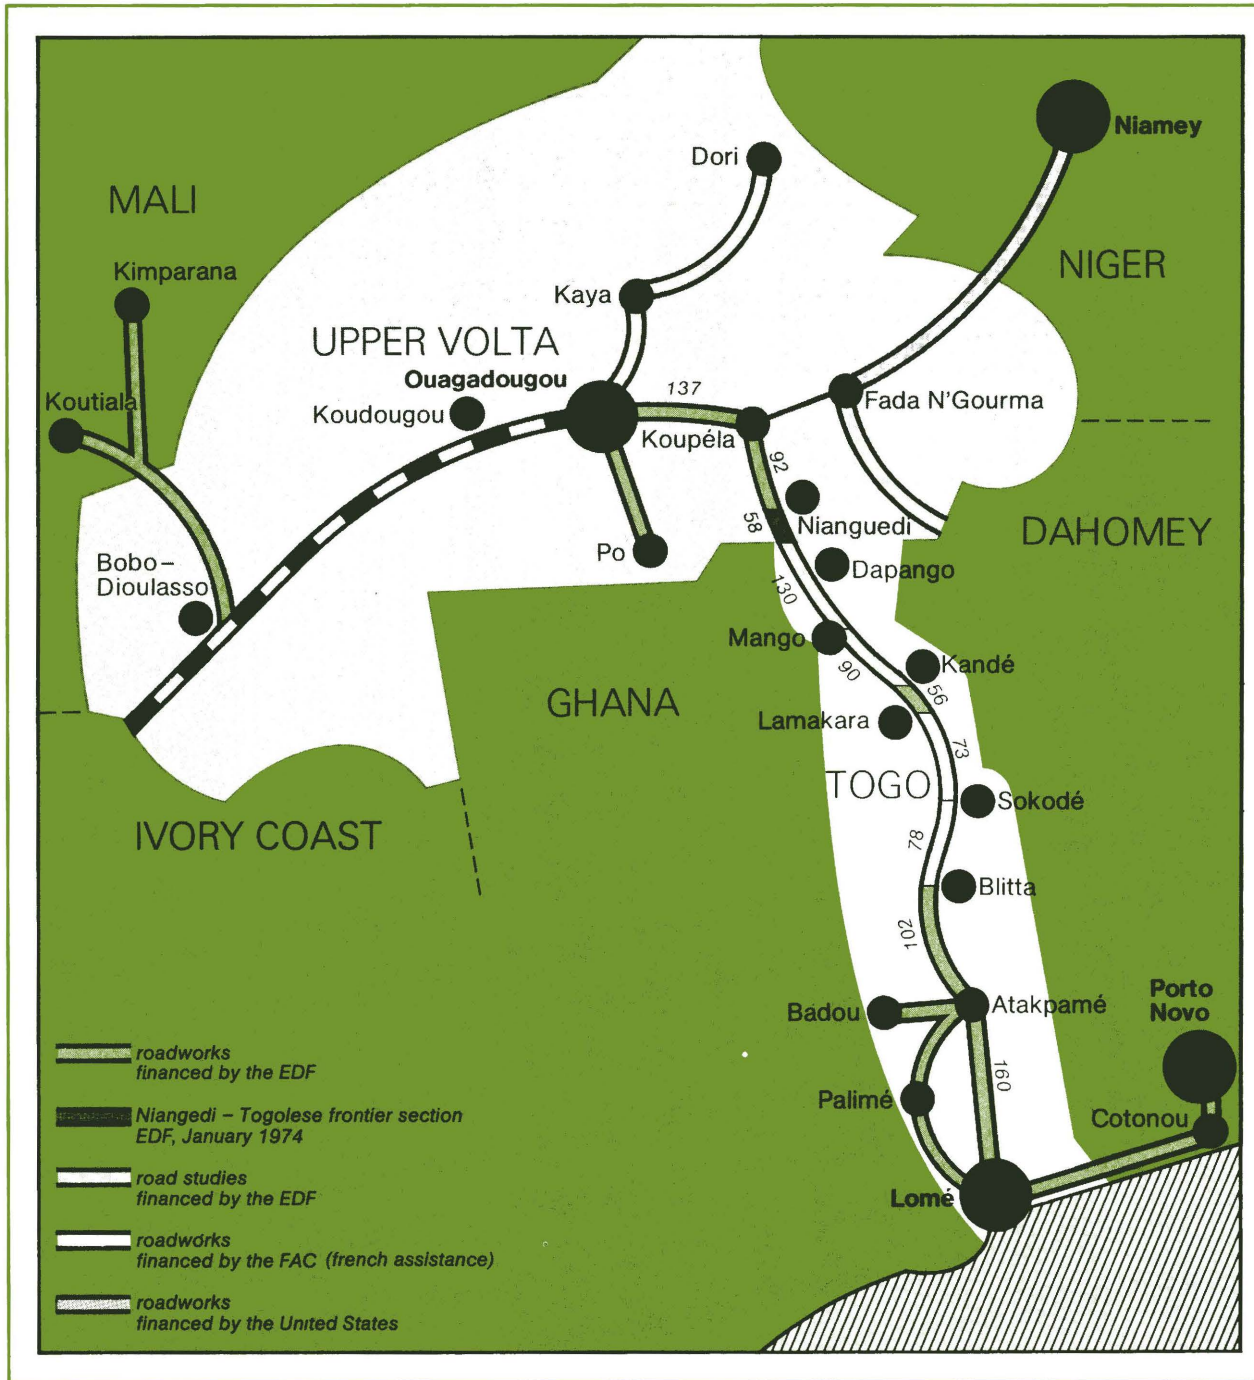 Niamey
Dori
MALI
NIGER
Kimparana
Kaya
UPPER VOLTA
Ouagadougou
137
Koutiala
Koudougou
Fada N'Gourma
Koupéla
92
Nianguedi
58
DAHOMEY
Po
Bobo –
Dioulasso
Dapango
130
Mango
Kandé
90
56
GHANA
Lamakara
73
TOGO
Sokodé
IVORY COAST
78
Blitta
102
Porto
Novo
Badou
Atakpamé
160
Palimé
Cotonou
Lomé
roadworks
financed by the EDF
Niangedi – Togolese frontier section
EDF, January 1974
road studies
financed by the EDF
roadworks
financed by the FAC (french assistance)
roadworks
financed by the United States